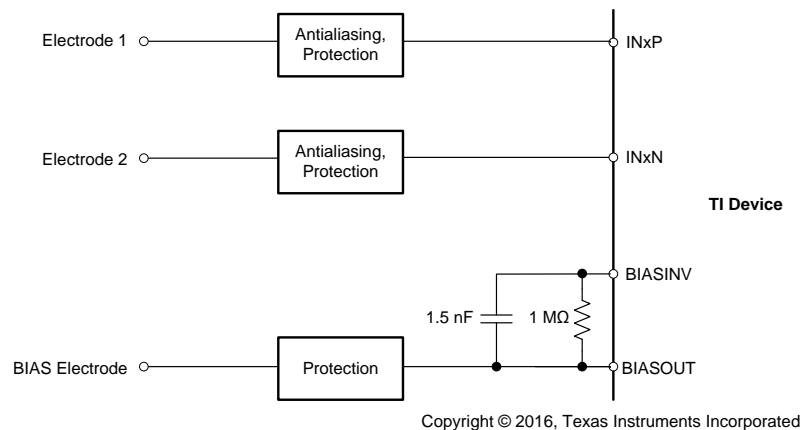 Electrode 1
Antialiasing,
Protection
INxP
Electrode 2
Antialiasing,
Protection
INxN
TI Device
BIASINV
1.5 nF
1 MΩ
BIAS Electrode
Protection
BIASOUT
Copyright © 2016, Texas Instruments Incorporated